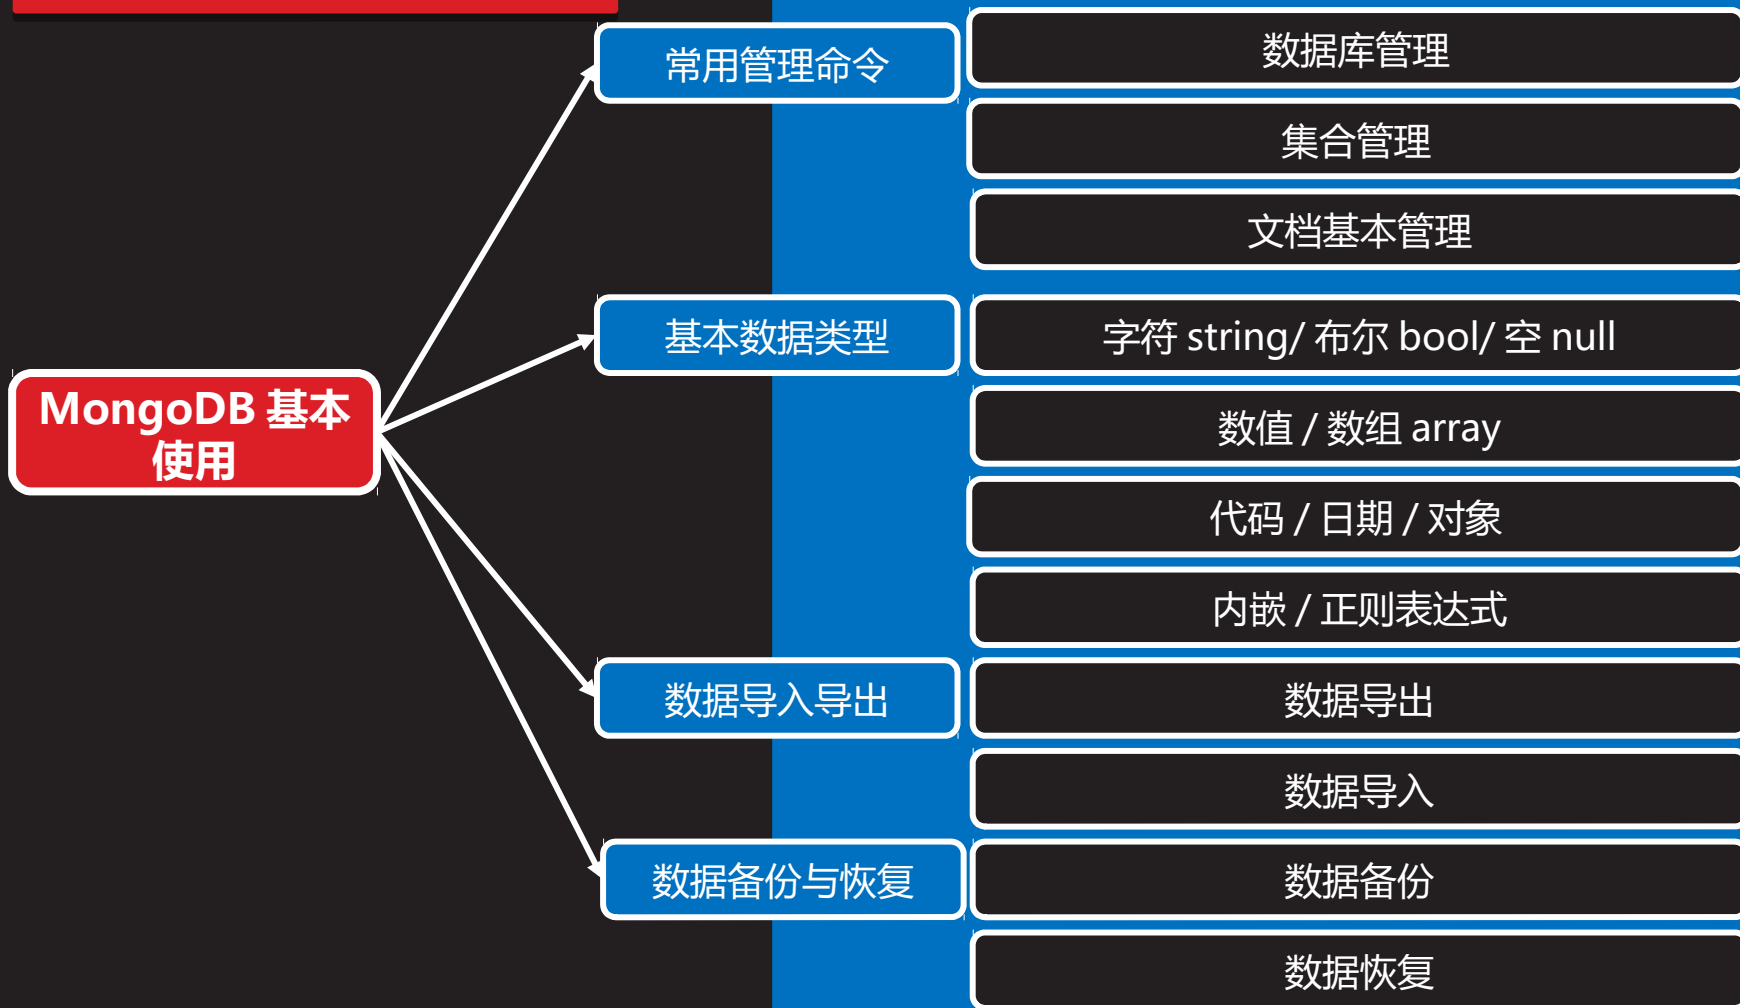 常用管理命令
数据库管理
集合管理
文档基本管理
基本数据类型
字符 string/ 布尔 bool/ 空 null
MongoDB 基本
使用
数值 / 数组 array
代码 / 日期 / 对象
内嵌 / 正则表达式
数据导入导出
数据导出
数据导入
数据备份与恢复
数据备份
数据恢复